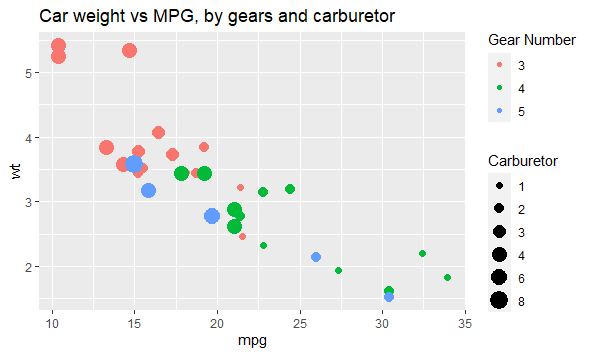 Car weight vs MPG, by gears and carburetor
wt
5
4
3
2
10 15 20 25 30 35
mpg
Gear Number
3
4
5
Carburetor
1
2
3
4
6
8